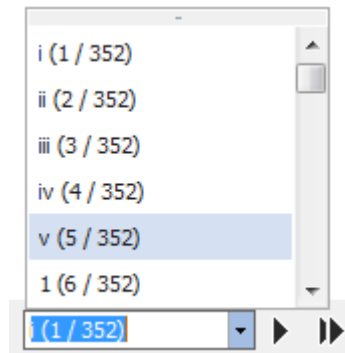 i (1 / 352)
ii (2 / 352)
iii (3 / 352)
iv (4 / 352)
v (5 / 352)
1 (6 / 352)
i (1 / 352)